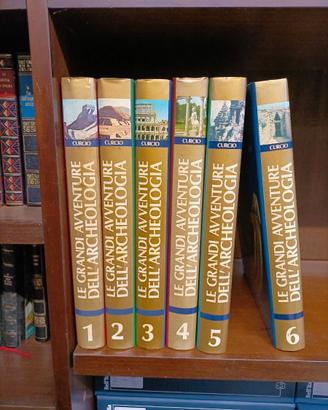 CURCIO
LE GRANDI AVVENTURE
DELL'ARCHEOLOGIA
1
CURCIO
LE GRANDI AVVENTURE
DELL'ARCHEOLOGIA
2
CURCIO
LE GRANDI AVVENTURE
DELL'ARCHEOLOGIA
3
CURCIO
LE GRANDI AVVENTURE
DELL'ARCHEOLOGIA
4
CURCIO
LE GRANDI AVVENTURE
DELL'ARCHEOLOGIA
5
CURCIO
LE GRANDI AVVENTURE
DELL'ARCHEOLOGIA
6